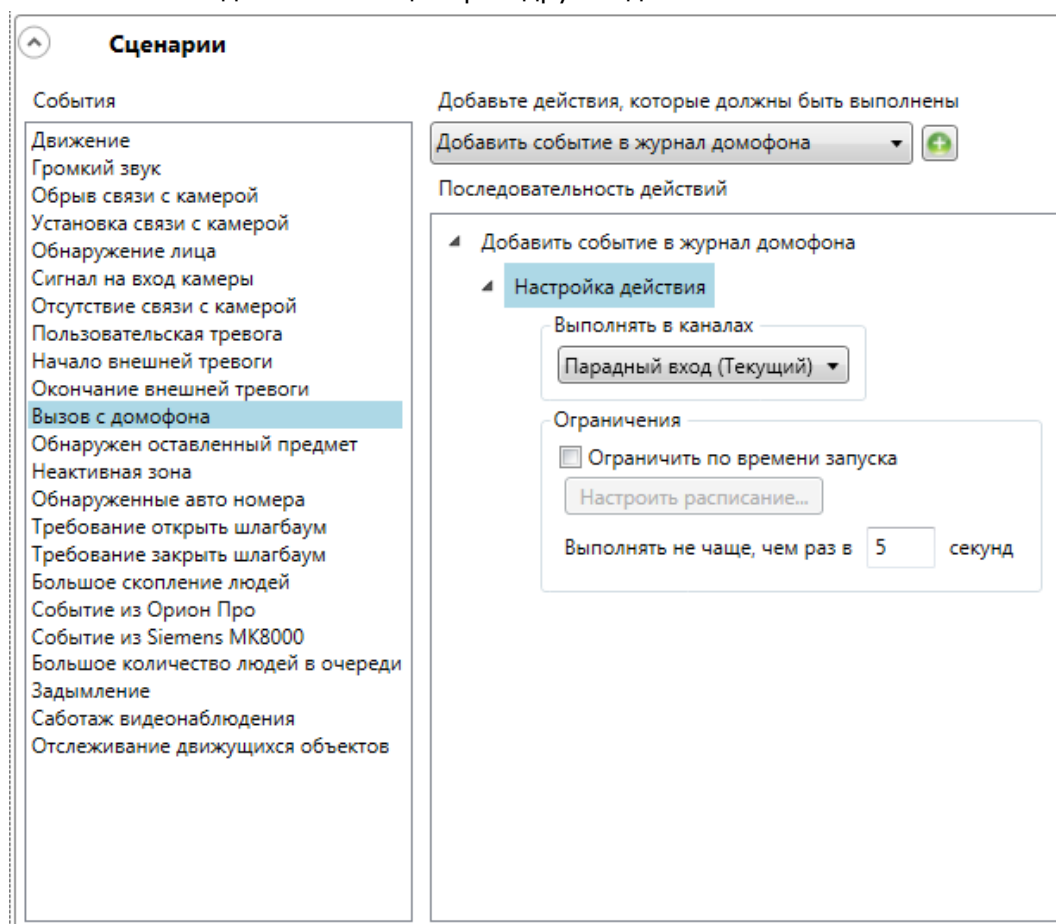 Сценарии
События
Движение
Громкий звук
Обрыв связи с камерой
Установка связи с камерой
Обнаружение лица
Сигнал на вход камеры
Отсутствие связи с камерой
Пользовательская тревога
Начало внешней тревоги
Окончание внешней тревоги
Вызов с домофона
Обнаружен оставленный предмет
Неактивная зона
Обнаруженные авто номера
Требование открыть шлагбаум
Требование закрыть шлагбаум
Большое скопление людей
Событие из Орион Про
Событие из Siemens MK8000
Большое количество людей в очереди
Задымление
Саботаж видеонаблюдения
Отслеживание движущихся объектов
Добавьте действия, которые должны быть выполнены
Добавить событие в журнал домофона
Последовательность действий
Добавить событие в журнал домофона
Настройка действия
Выполнять в каналах
Парадный вход (Текущий)
Ограничения
Ограничить по времени запуска
Настроить расписание...
Выполнять не чаще, чем раз в 5 секунд